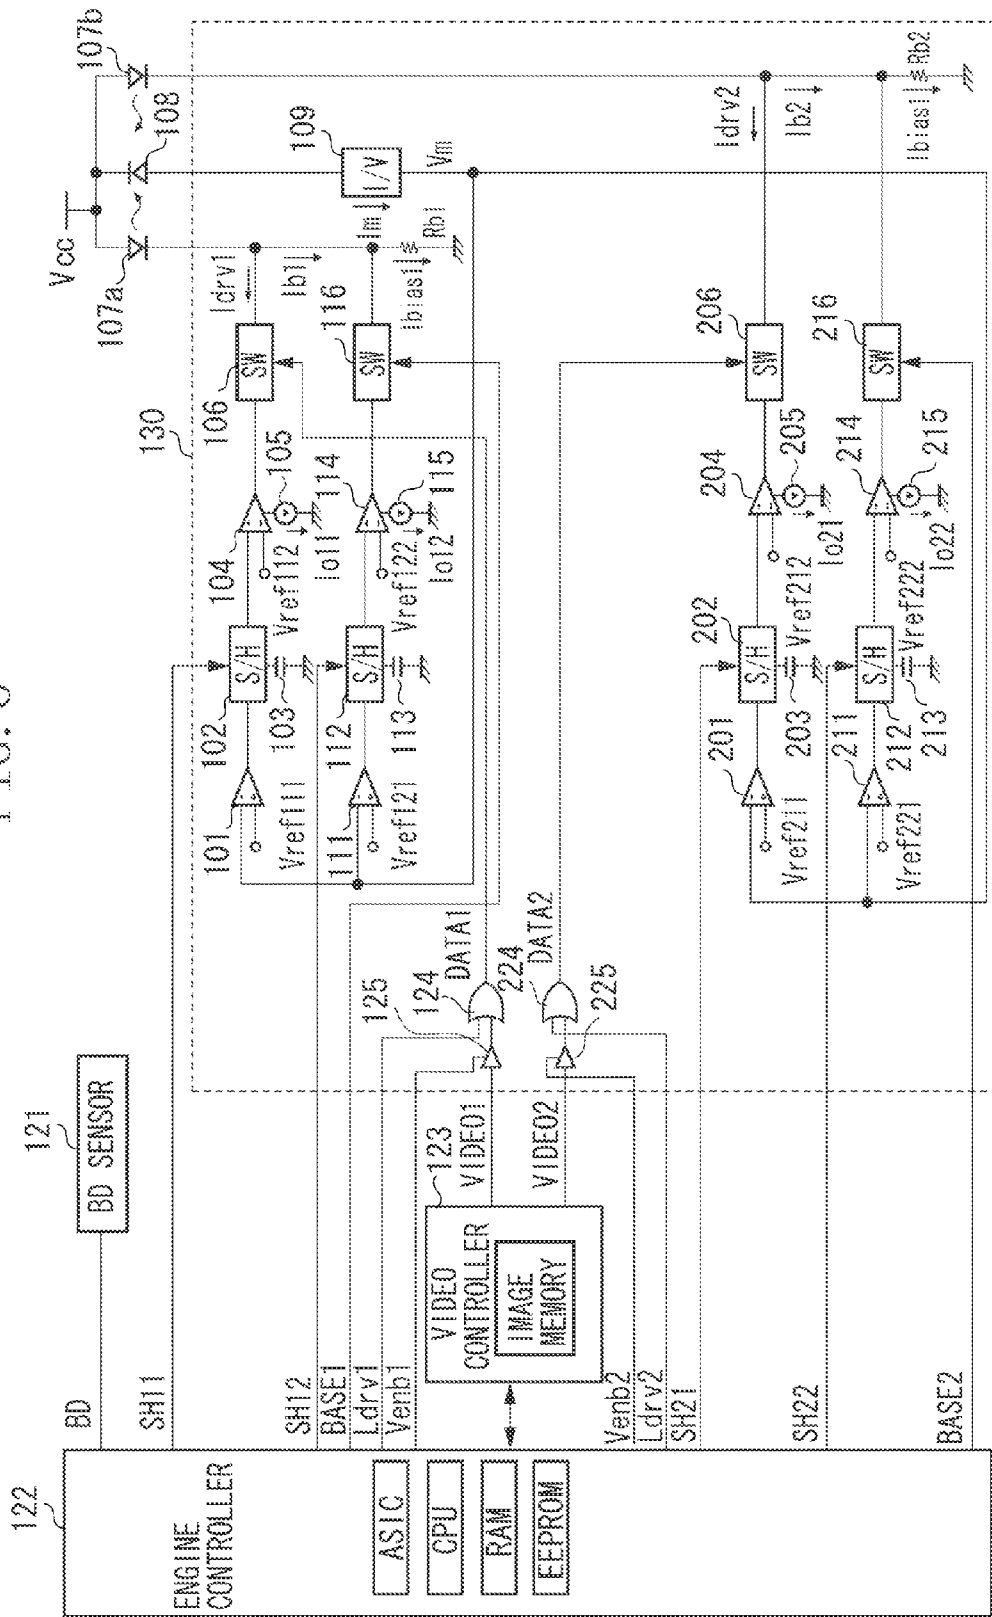 122
ENGINE
CONTROLLER
ASIC
CPU
RAM
EEPROM
BD
SH11
SH12
BASE1
Ldrv1
Venb1
Venb2
Ldrv2
SH21
SH22
BASE2
121
BD SENSOR
123
VIDEO
CONTROLLER
IMAGE
MEMORY
VIDEO1
VIDEO2
125
124
DATA1
224
DATA2
225
130
101
Vref111
102
S/H
103
104
Vref112
105
Io11
106
SW
Idrv1
111
Vref121
112
S/H
113
114
Vref122
115
Io12
116
SW
Ib1
Ibias1
Rb1
Vcc
107a
108
107b
109
I/V
Im
Vm
201
Vref211
202
S/H
203
204
Vref212
205
Io21
206
SW
Idrv2
211
Vref221
212
S/H
213
214
Vref222
215
Io22
216
SW
Ib2
Ibias1
Rb2